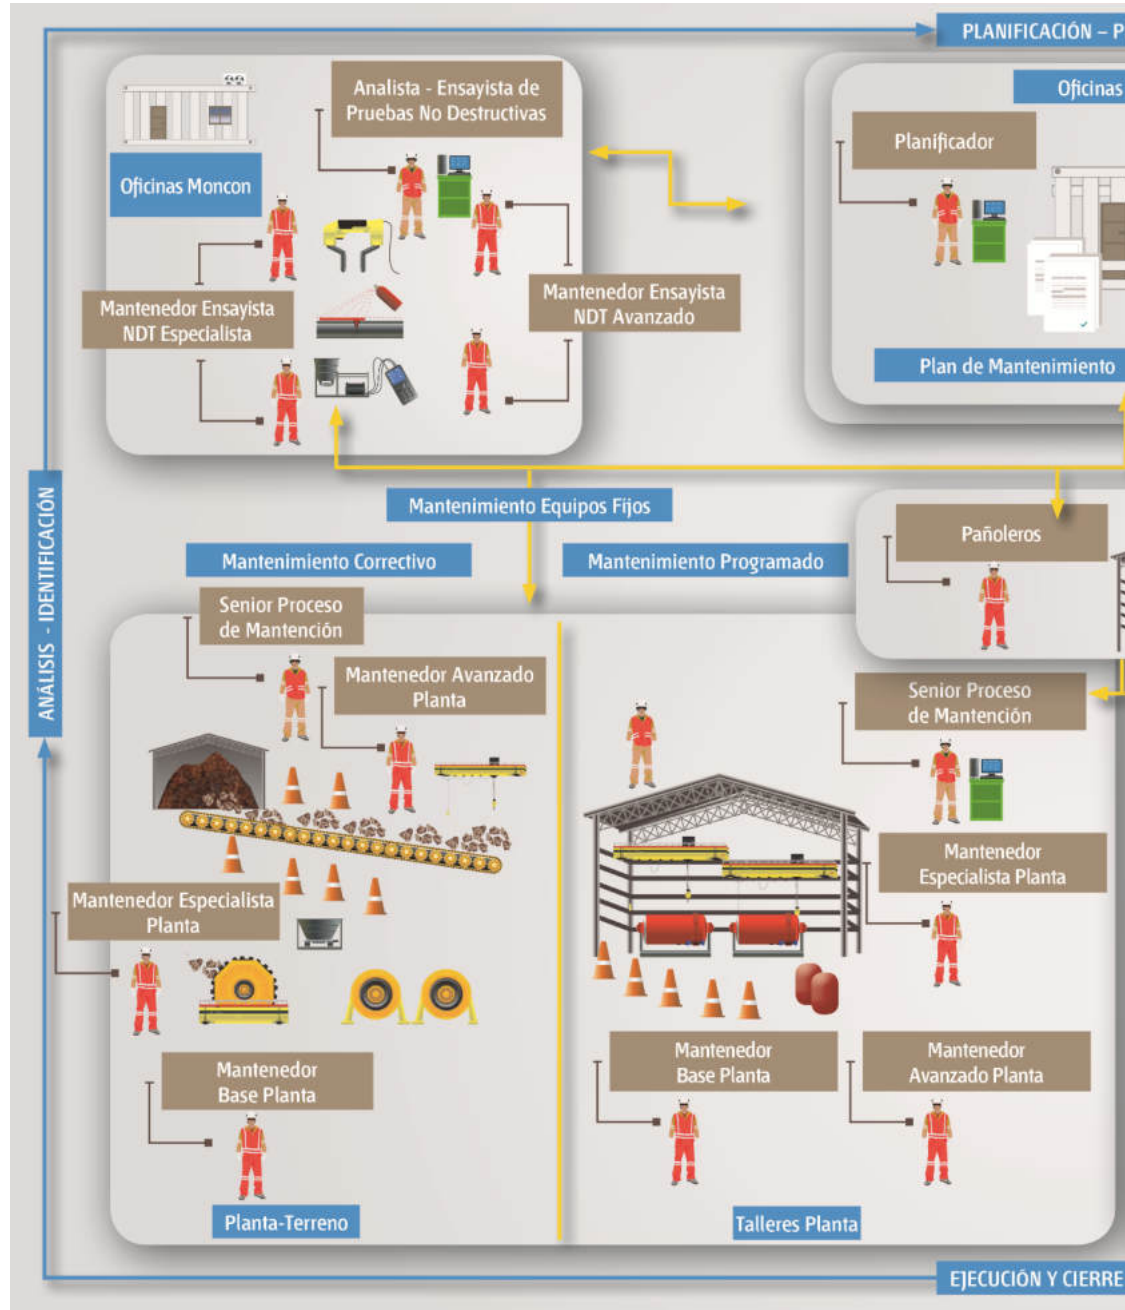 PLANIFICACIÓN – P
Analista - Ensayista de
Pruebas No Destructivas
Oficinas Moncon
Oficinas
Planificador
Mantenedor Ensayista
NDT Especialista
Mantenedor Ensayista
NDT Avanzado
Plan de Mantenimiento
ANÁLISIS - IDENTIFICACIÓN
Mantenimiento Equipos Fijos
Pañoleros
Mantenimiento Correctivo
Mantenimiento Programado
Senior Proceso
de Mantención
Mantenedor Avanzado
Planta
Senior Proceso
de Mantención
Mantenedor
Especialista Planta
Mantenedor Especialista
Planta
Mantenedor
Base Planta
Mantenedor
Base Planta
Mantenedor
Avanzado Planta
Planta-Terreno
Talleres Planta
EJECUCIÓN Y CIERRE